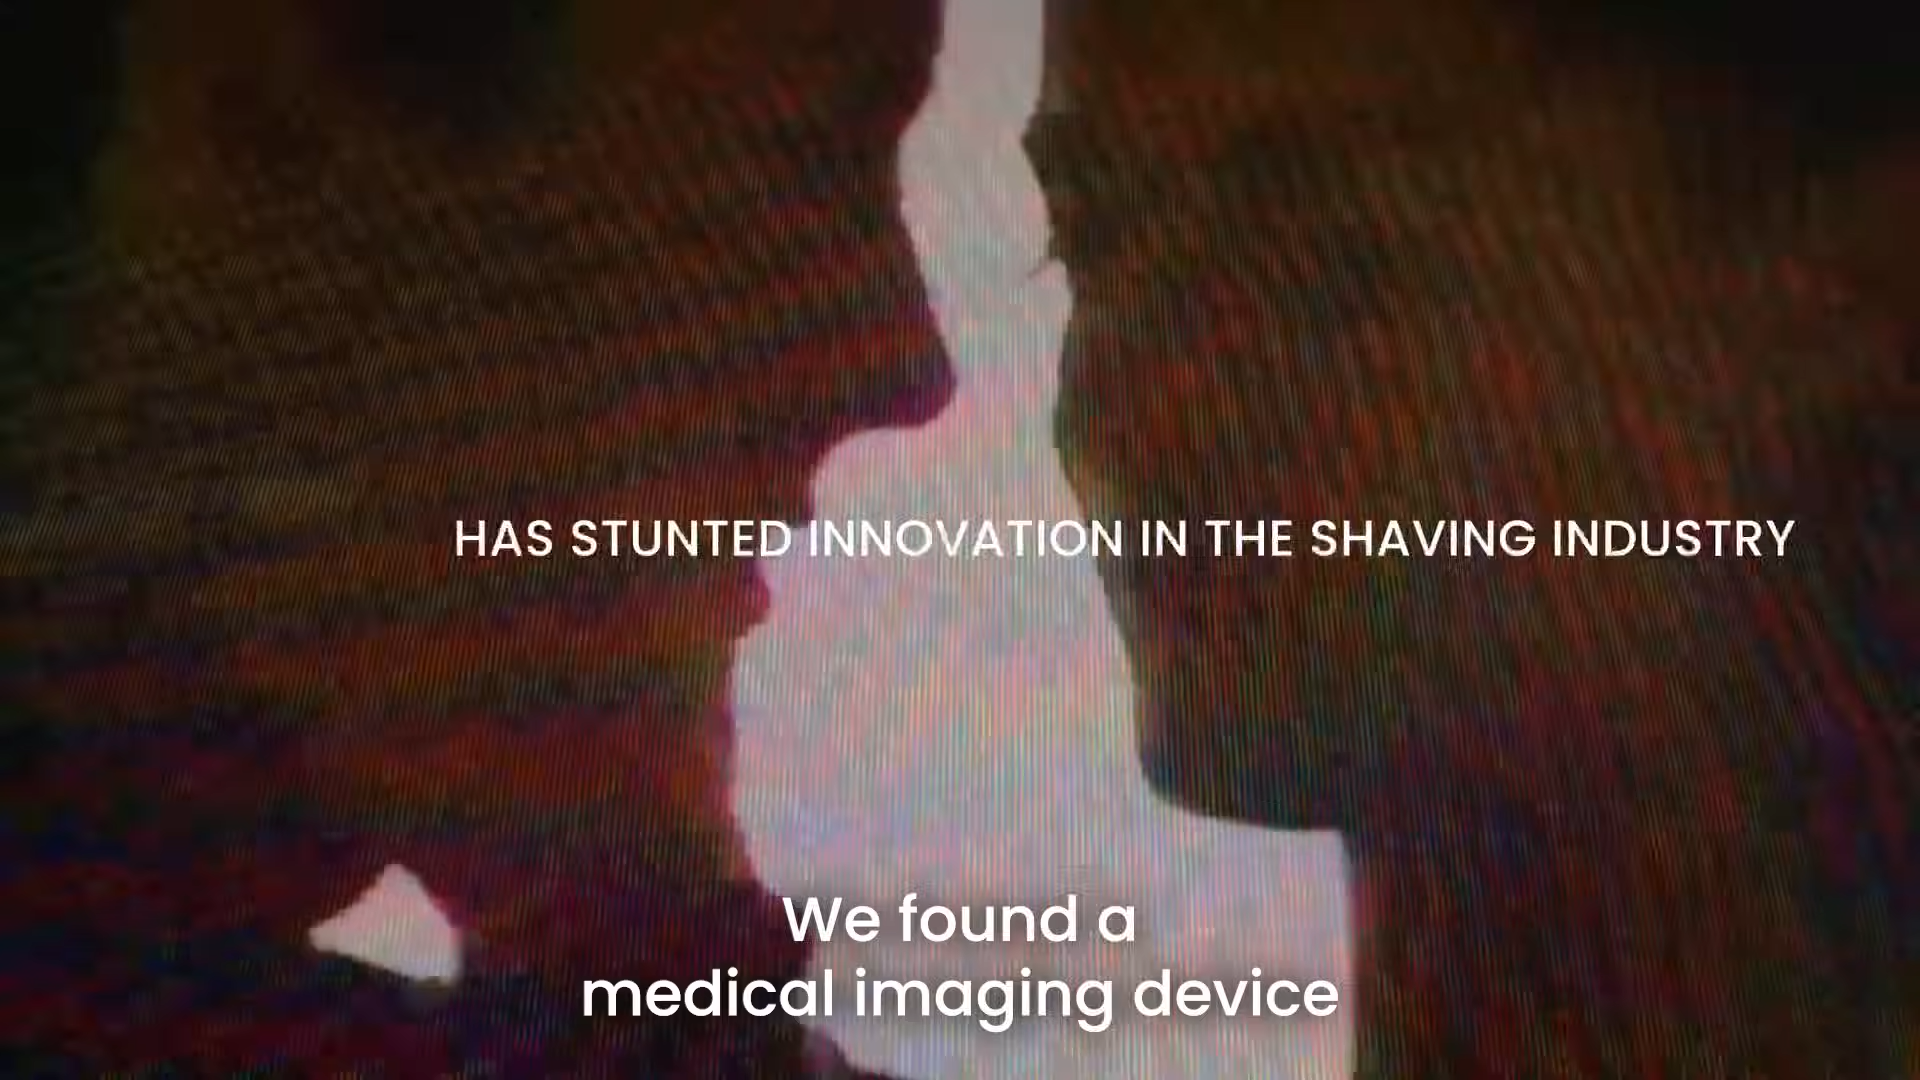 HAS STUNTED INNOVATION IN THE SHAVING INDUSTRY
We found a
medical imaging device